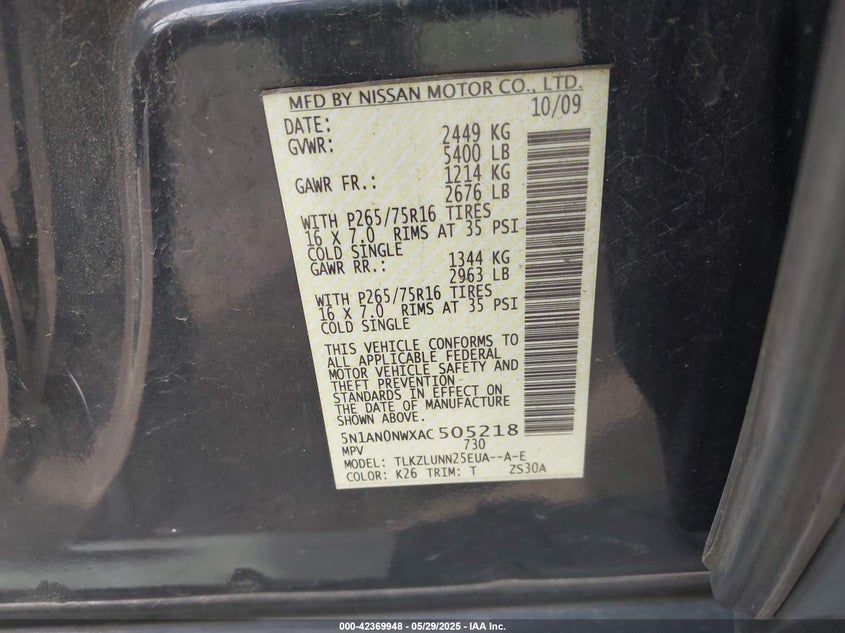 MFD BY NISSAN MOTOR CO., LTD.
DATE: 10/09
GVWR: 2449 KG
5400 LB
GAWR FR.: 1214 KG
2676 LB
WITH P265/75R16 TIRES
16 X 7.0 RIMS AT 35 PSI
COLD SINGLE
GAWR RR.: 1344 KG
2963 LB
WITH P265/75R16 TIRES
16 X 7.0 RIMS AT 35 PSI
COLD SINGLE
THIS VEHICLE CONFORMS TO
ALL APPLICABLE FEDERAL
MOTOR VEHICLE SAFETY AND
THEFT PREVENTION
STANDARDS IN EFFECT ON
THE DATE OF MANUFACTURE
SHOWN ABOVE.
5N1AN0NWXAC505218
MPV 730
MODEL: TLKZLUNN25EUA--A-E
COLOR: K26 TRIM: T ZS30A
000-42369948 - 05/29/2025 - IAA Inc.